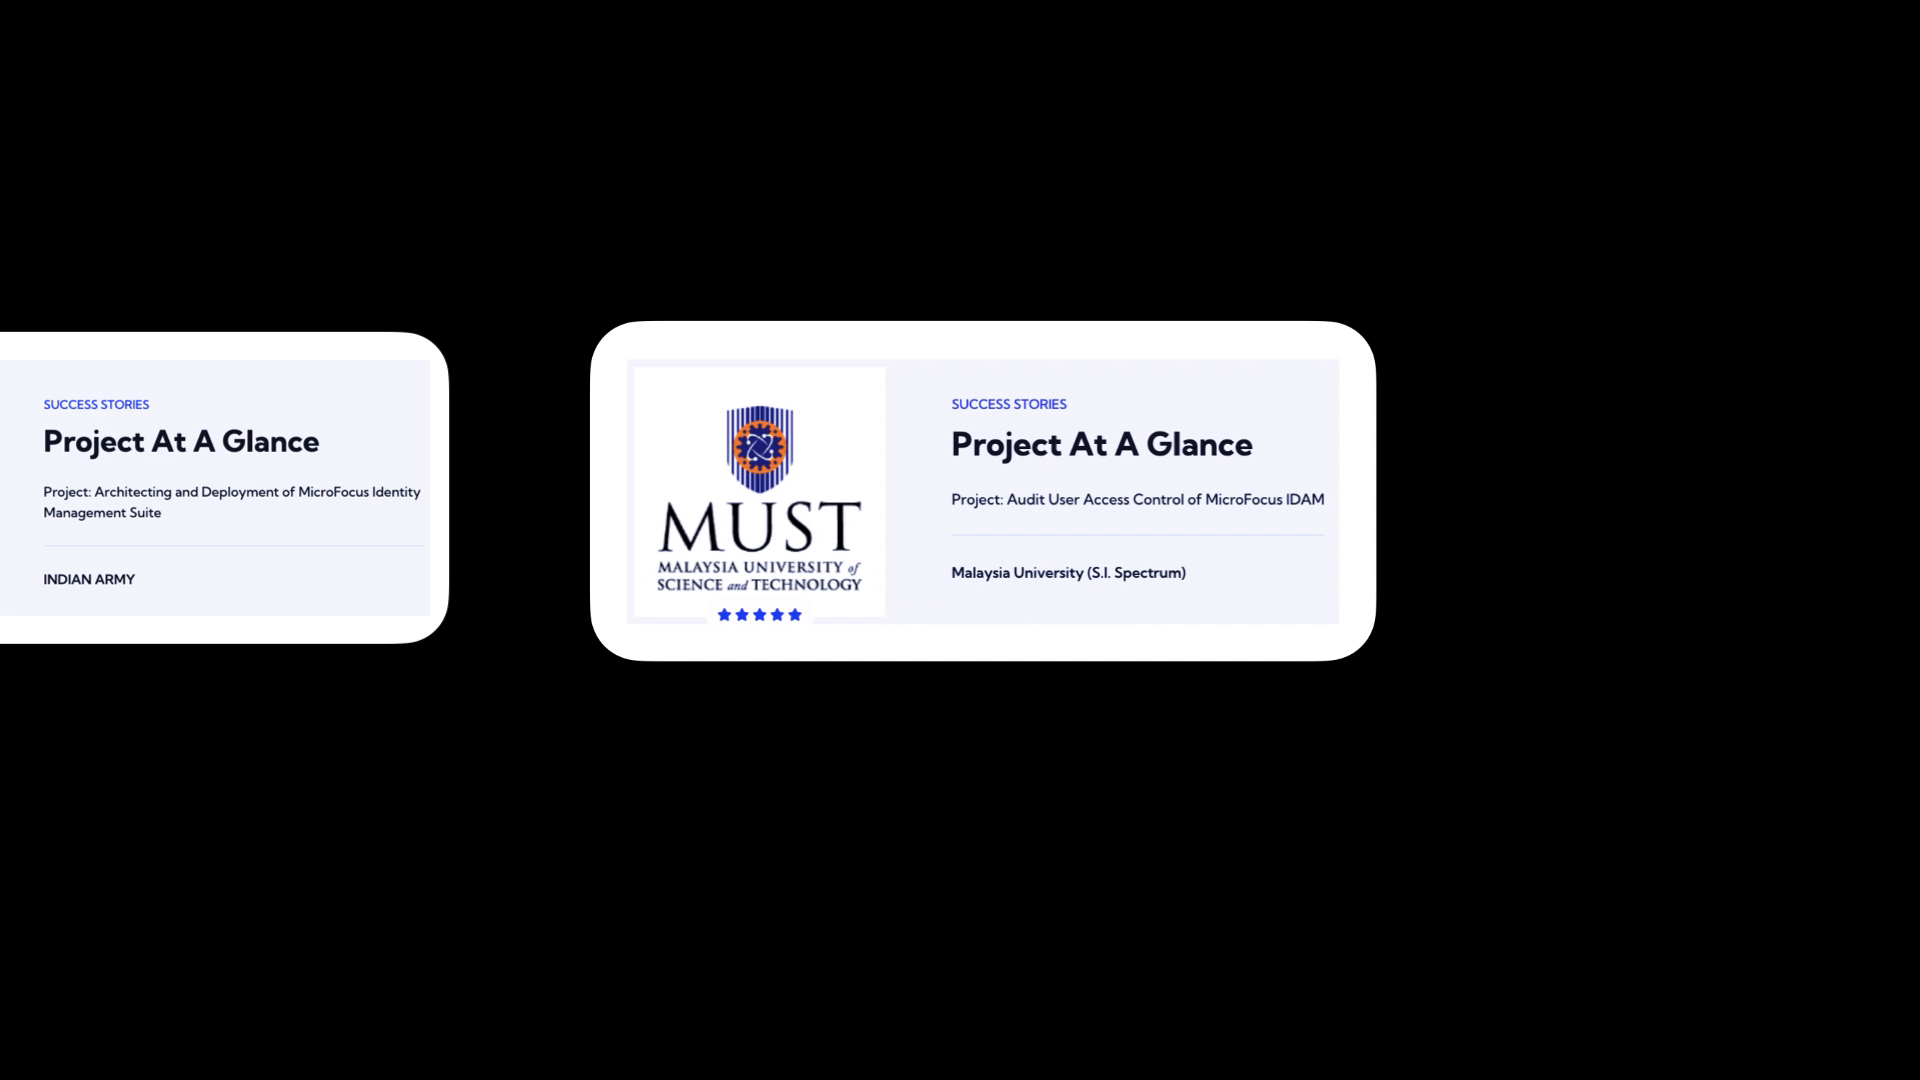 SUCCESS STORIES
Project At A Glance
Project: Architecting and Deployment of MicroFocus Identity
Management Suite
INDIAN ARMY
MUST
MALAYSIA UNIVERSITY of
SCIENCE and TECHNOLOGY
SUCCESS STORIES
Project At A Glance
Project: Audit User Access Control of MicroFocus IDAM
Malaysia University (S.I. Spectrum)